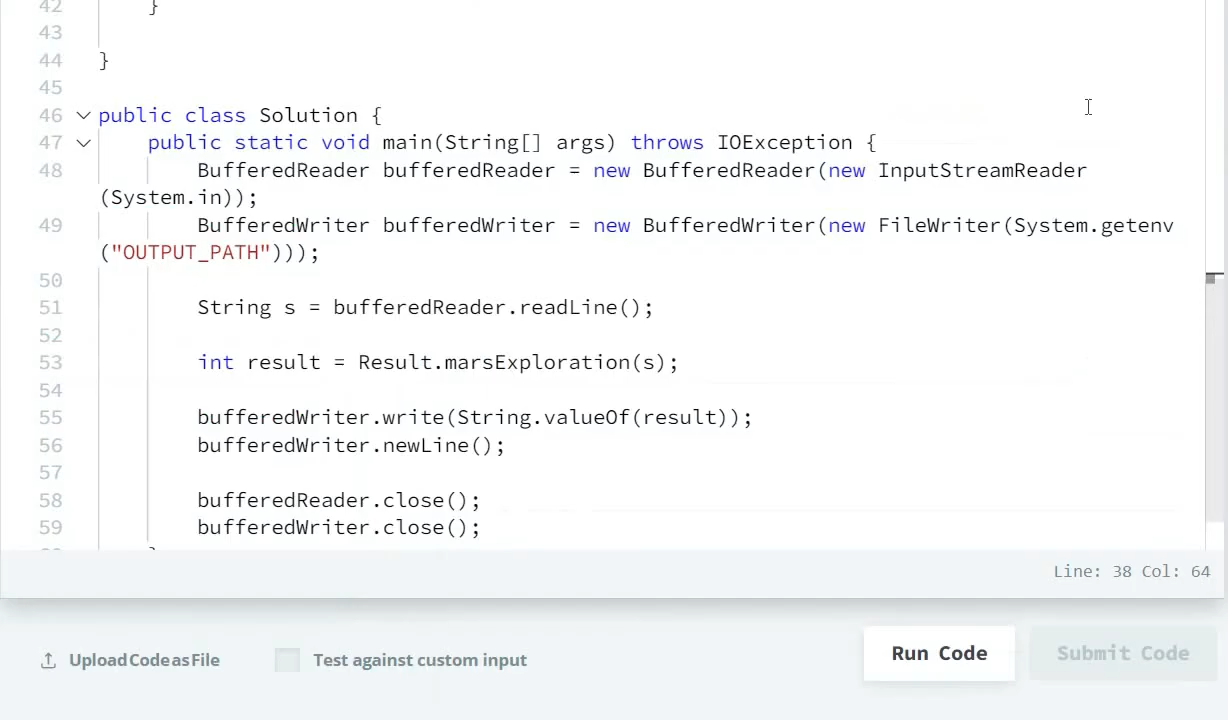 42 }
43
44 }
45
46 public class Solution {
47 public static void main(String[] args) throws IOException {
48 BufferedReader bufferedReader = new BufferedReader(new InputStreamReader
(System.in));
49 BufferedWriter bufferedWriter = new BufferedWriter(new FileWriter(System.getenv
("OUTPUT_PATH")));
50
51 String s = bufferedReader.readLine();
52
53 int result = Result.marsExploration(s);
54
55 bufferedWriter.write(String.valueOf(result));
56 bufferedWriter.newLine();
57
58 bufferedReader.close();
59 bufferedWriter.close();
Line: 38 Col: 64
Upload Code as File
Test against custom input
Run Code
Submit Code